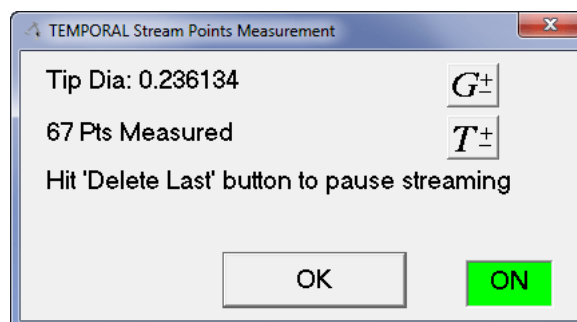 TEMPORAL Stream Points Measurement
Tip Dia: 0.236134
G±
67 Pts Measured
T±
Hit 'Delete Last' button to pause streaming
OK
ON